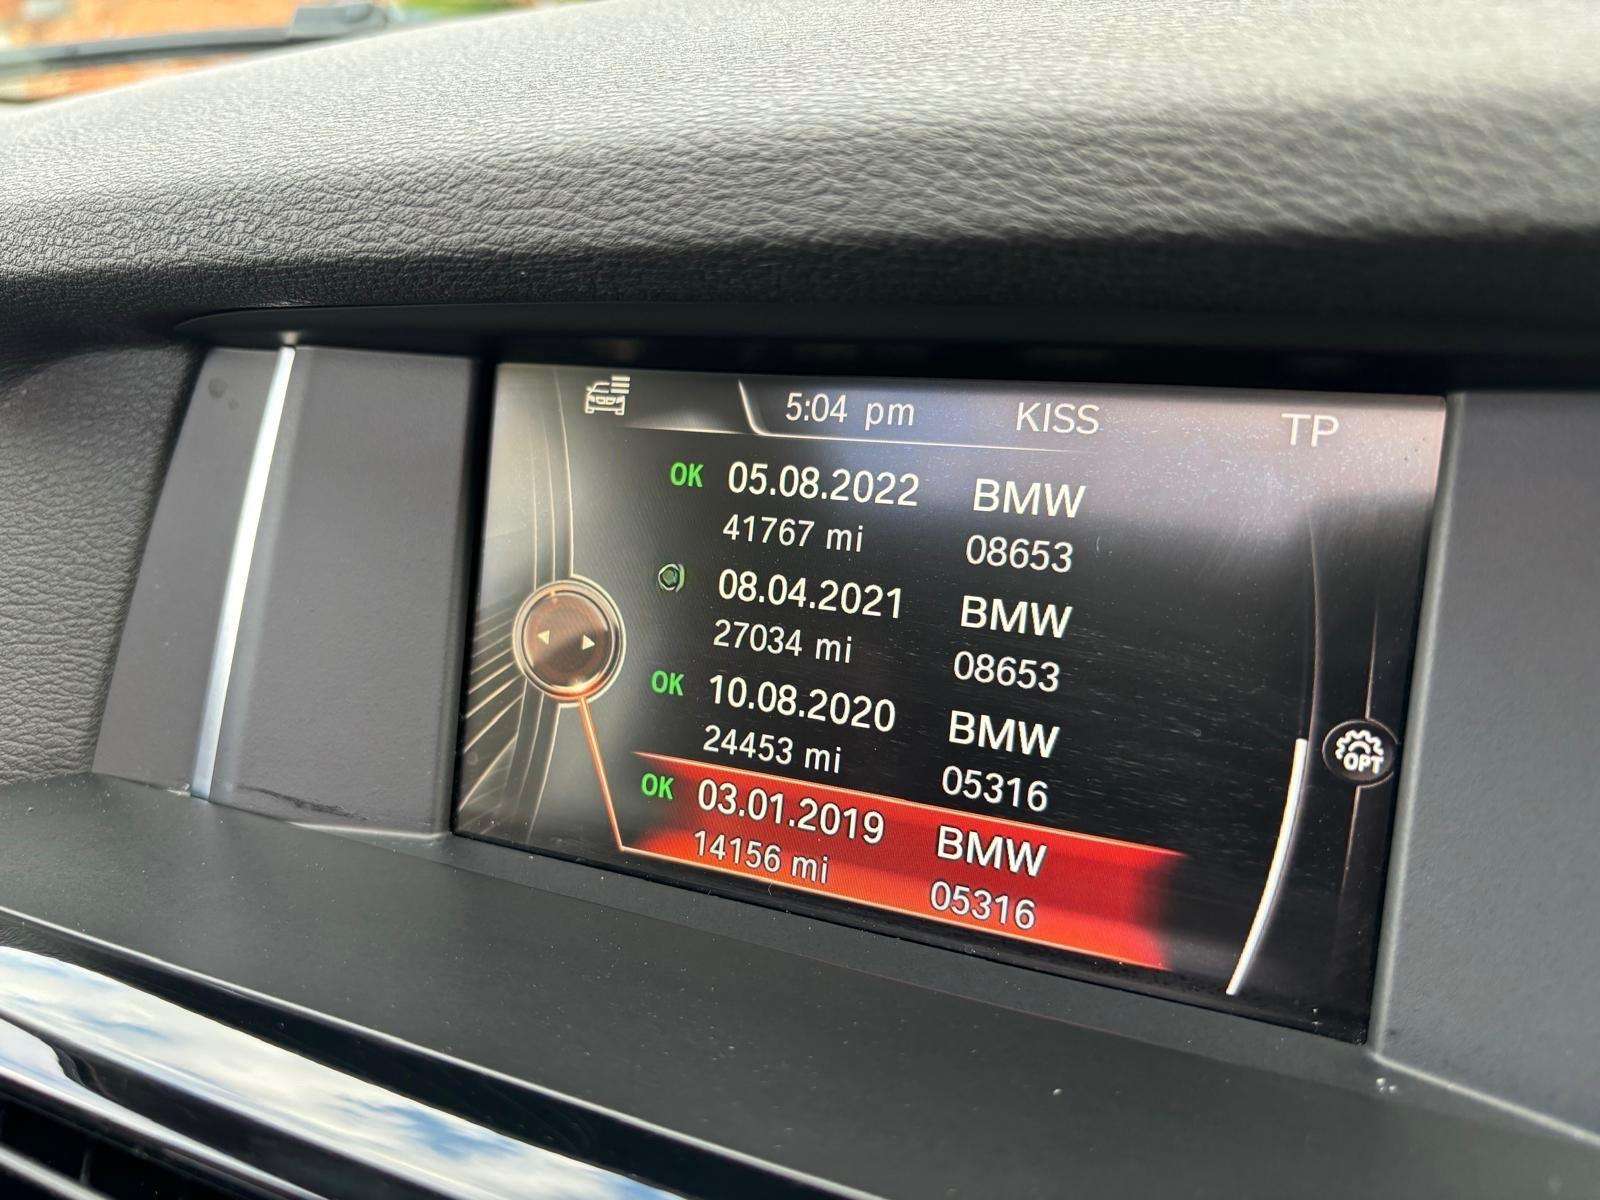 5:04 pm KISS TP
OK 05.08.2022 BMW
41767 mi 08653
08.04.2021 BMW
27034 mi 08653
OK 10.08.2020 BMW
24453 mi 05316
OK 03.01.2019 BMW
14156 mi 05316
OPT